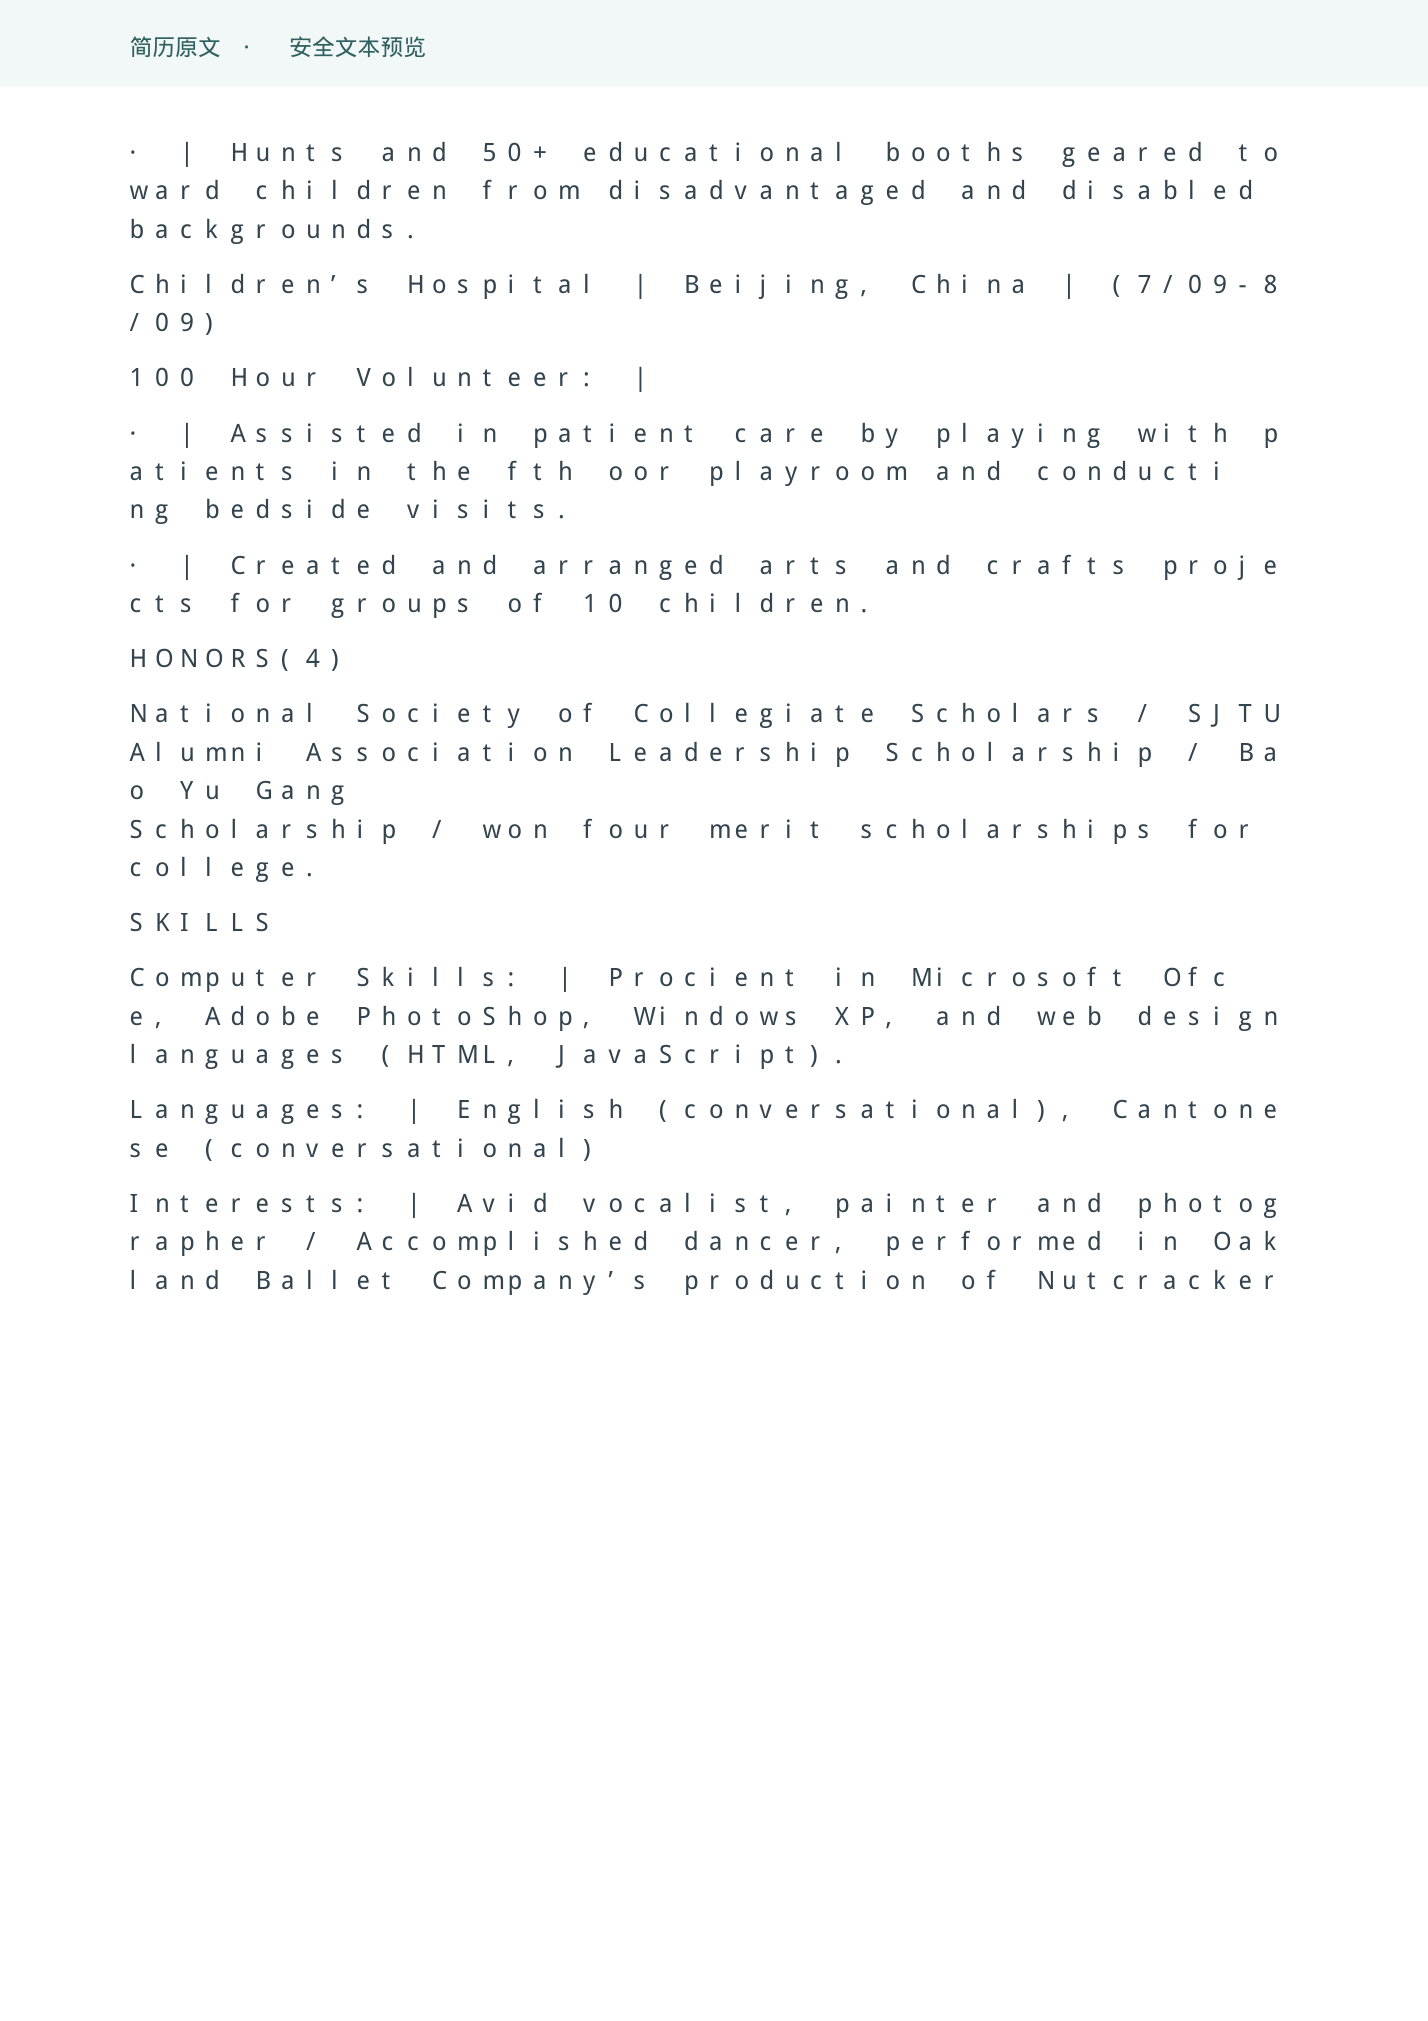 简历原文 · 安全文本预览
· | Hunts and 50+ educational booths geared to
ward children from disadvantaged and disabled
backgrounds.
Children’s Hospital | Beijing, China | (7/09-8
/09)
100 Hour Volunteer: |
· | Assisted in patient care by playing with p
atients in the fth oor playroom and conducti
ng bedside visits.
· | Created and arranged arts and crafts proje
cts for groups of 10 children.
HONORS(4)
National Society of Collegiate Scholars / SJTU
Alumni Association Leadership Scholarship / Ba
o Yu Gang
Scholarship / won four merit scholarships for
college.
SKILLS
Computer Skills: | Procient in Microsoft Ofc
e, Adobe PhotoShop, Windows XP, and web design
languages (HTML, JavaScript).
Languages: | English (conversational), Cantone
se (conversational)
Interests: | Avid vocalist, painter and photog
rapher / Accomplished dancer, performed in Oak
land Ballet Company’s production of Nutcracker